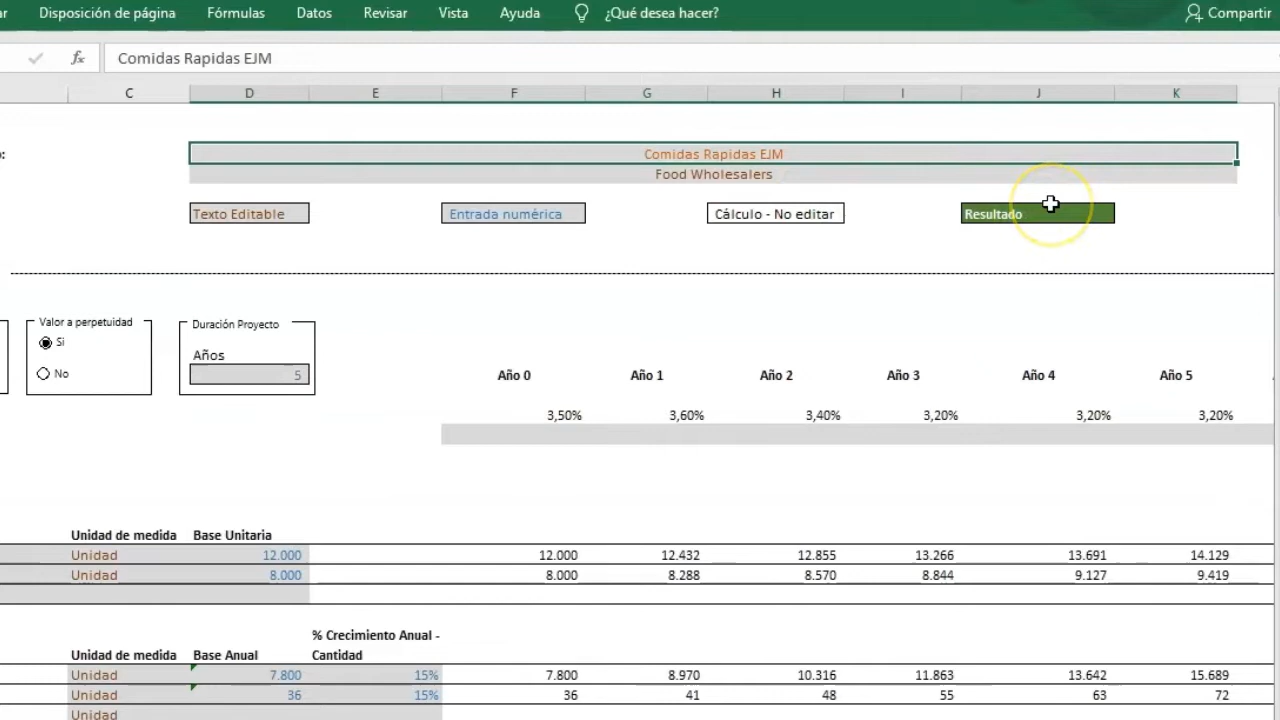 ar Disposición de página Fórmulas Datos Revisar Vista Ayuda ¿Qué desea hacer? Compartir
fx Comidas Rapidas EJM
C D E F G H I J K
o: Comidas Rapidas EJM
Food Wholesalers
Texto Editable Entrada numérica Cálculo - No editar Resultado
Valor a perpetuidad Duración Proyecto
Si
Años
No 5 Año 0 Año 1 Año 2 Año 3 Año 4 Año 5
3,50% 3,60% 3,40% 3,20% 3,20% 3,20%
Unidad de medida Base Unitaria
Unidad 12.000 12.000 12.432 12.855 13.266 13.691 14.129
Unidad 8.000 8.000 8.288 8.570 8.844 9.127 9.419
% Crecimiento Anual -
Unidad de medida Base Anual Cantidad
Unidad 7.800 15% 7.800 8.970 10.316 11.863 13.642 15.689
Unidad 36 15% 36 41 48 55 63 72
Unidad